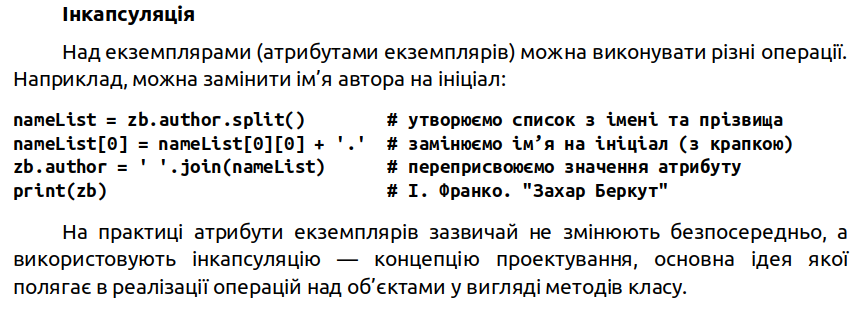 Інкапсуляція
Над екземплярами (атрибутами екземплярів) можна виконувати різні операції.
Наприклад, можна замінити ім’я автора на ініціал:
nameList = zb.author.split()       # утворюємо список з імені та прізвища
nameList[0] = nameList[0][0] + '.'  # замінюємо ім’я на ініціал (з крапкою)
zb.author = ' '.join(nameList)     # переприсвоюємо значення атрибуту
print(zb)                          # І. Франко. "Захар Беркут"
На практиці атрибути екземплярів зазвичай не змінюють безпосередньо, а
використовують інкапсуляцію — концепцію проектування, основна ідея якої
полягає в реалізації операцій над об’єктами у вигляді методів класу.